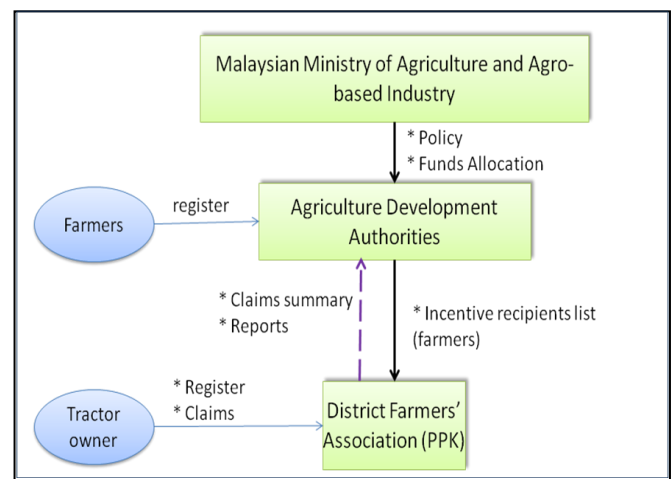 Malaysian Ministry of Agriculture and Agro-
based Industry
* Policy
* Funds Allocation
register
Farmers
Agriculture Development
Authorities
* Claims summary
* Reports
* Incentive recipients list
(farmers)
* Register
* Claims
Tractor
owner
District Farmers'
Association (PPK)